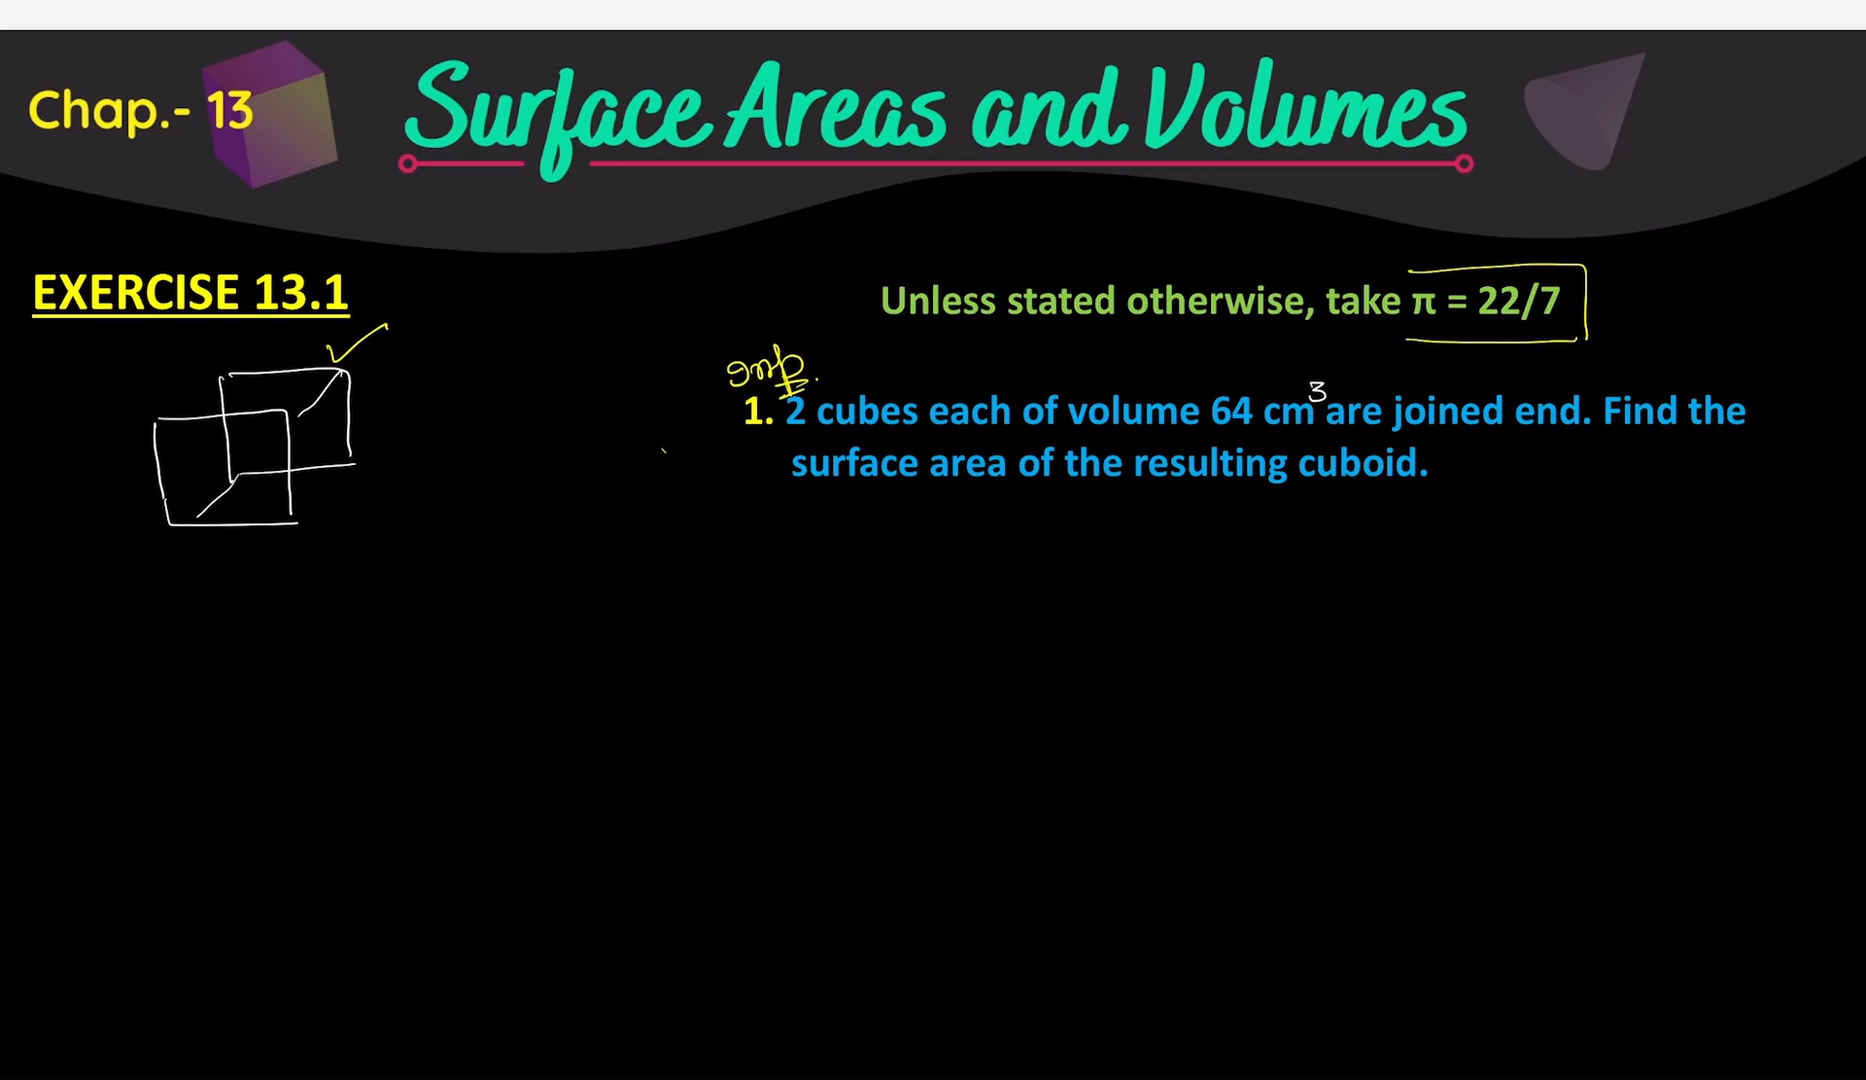 Chap.- 13
Surface Areas and Volumes
EXERCISE 13.1
Unless stated otherwise, take π = 22/7
Imp.
1. 2 cubes each of volume 64 cm³ are joined end. Find the
surface area of the resulting cuboid.